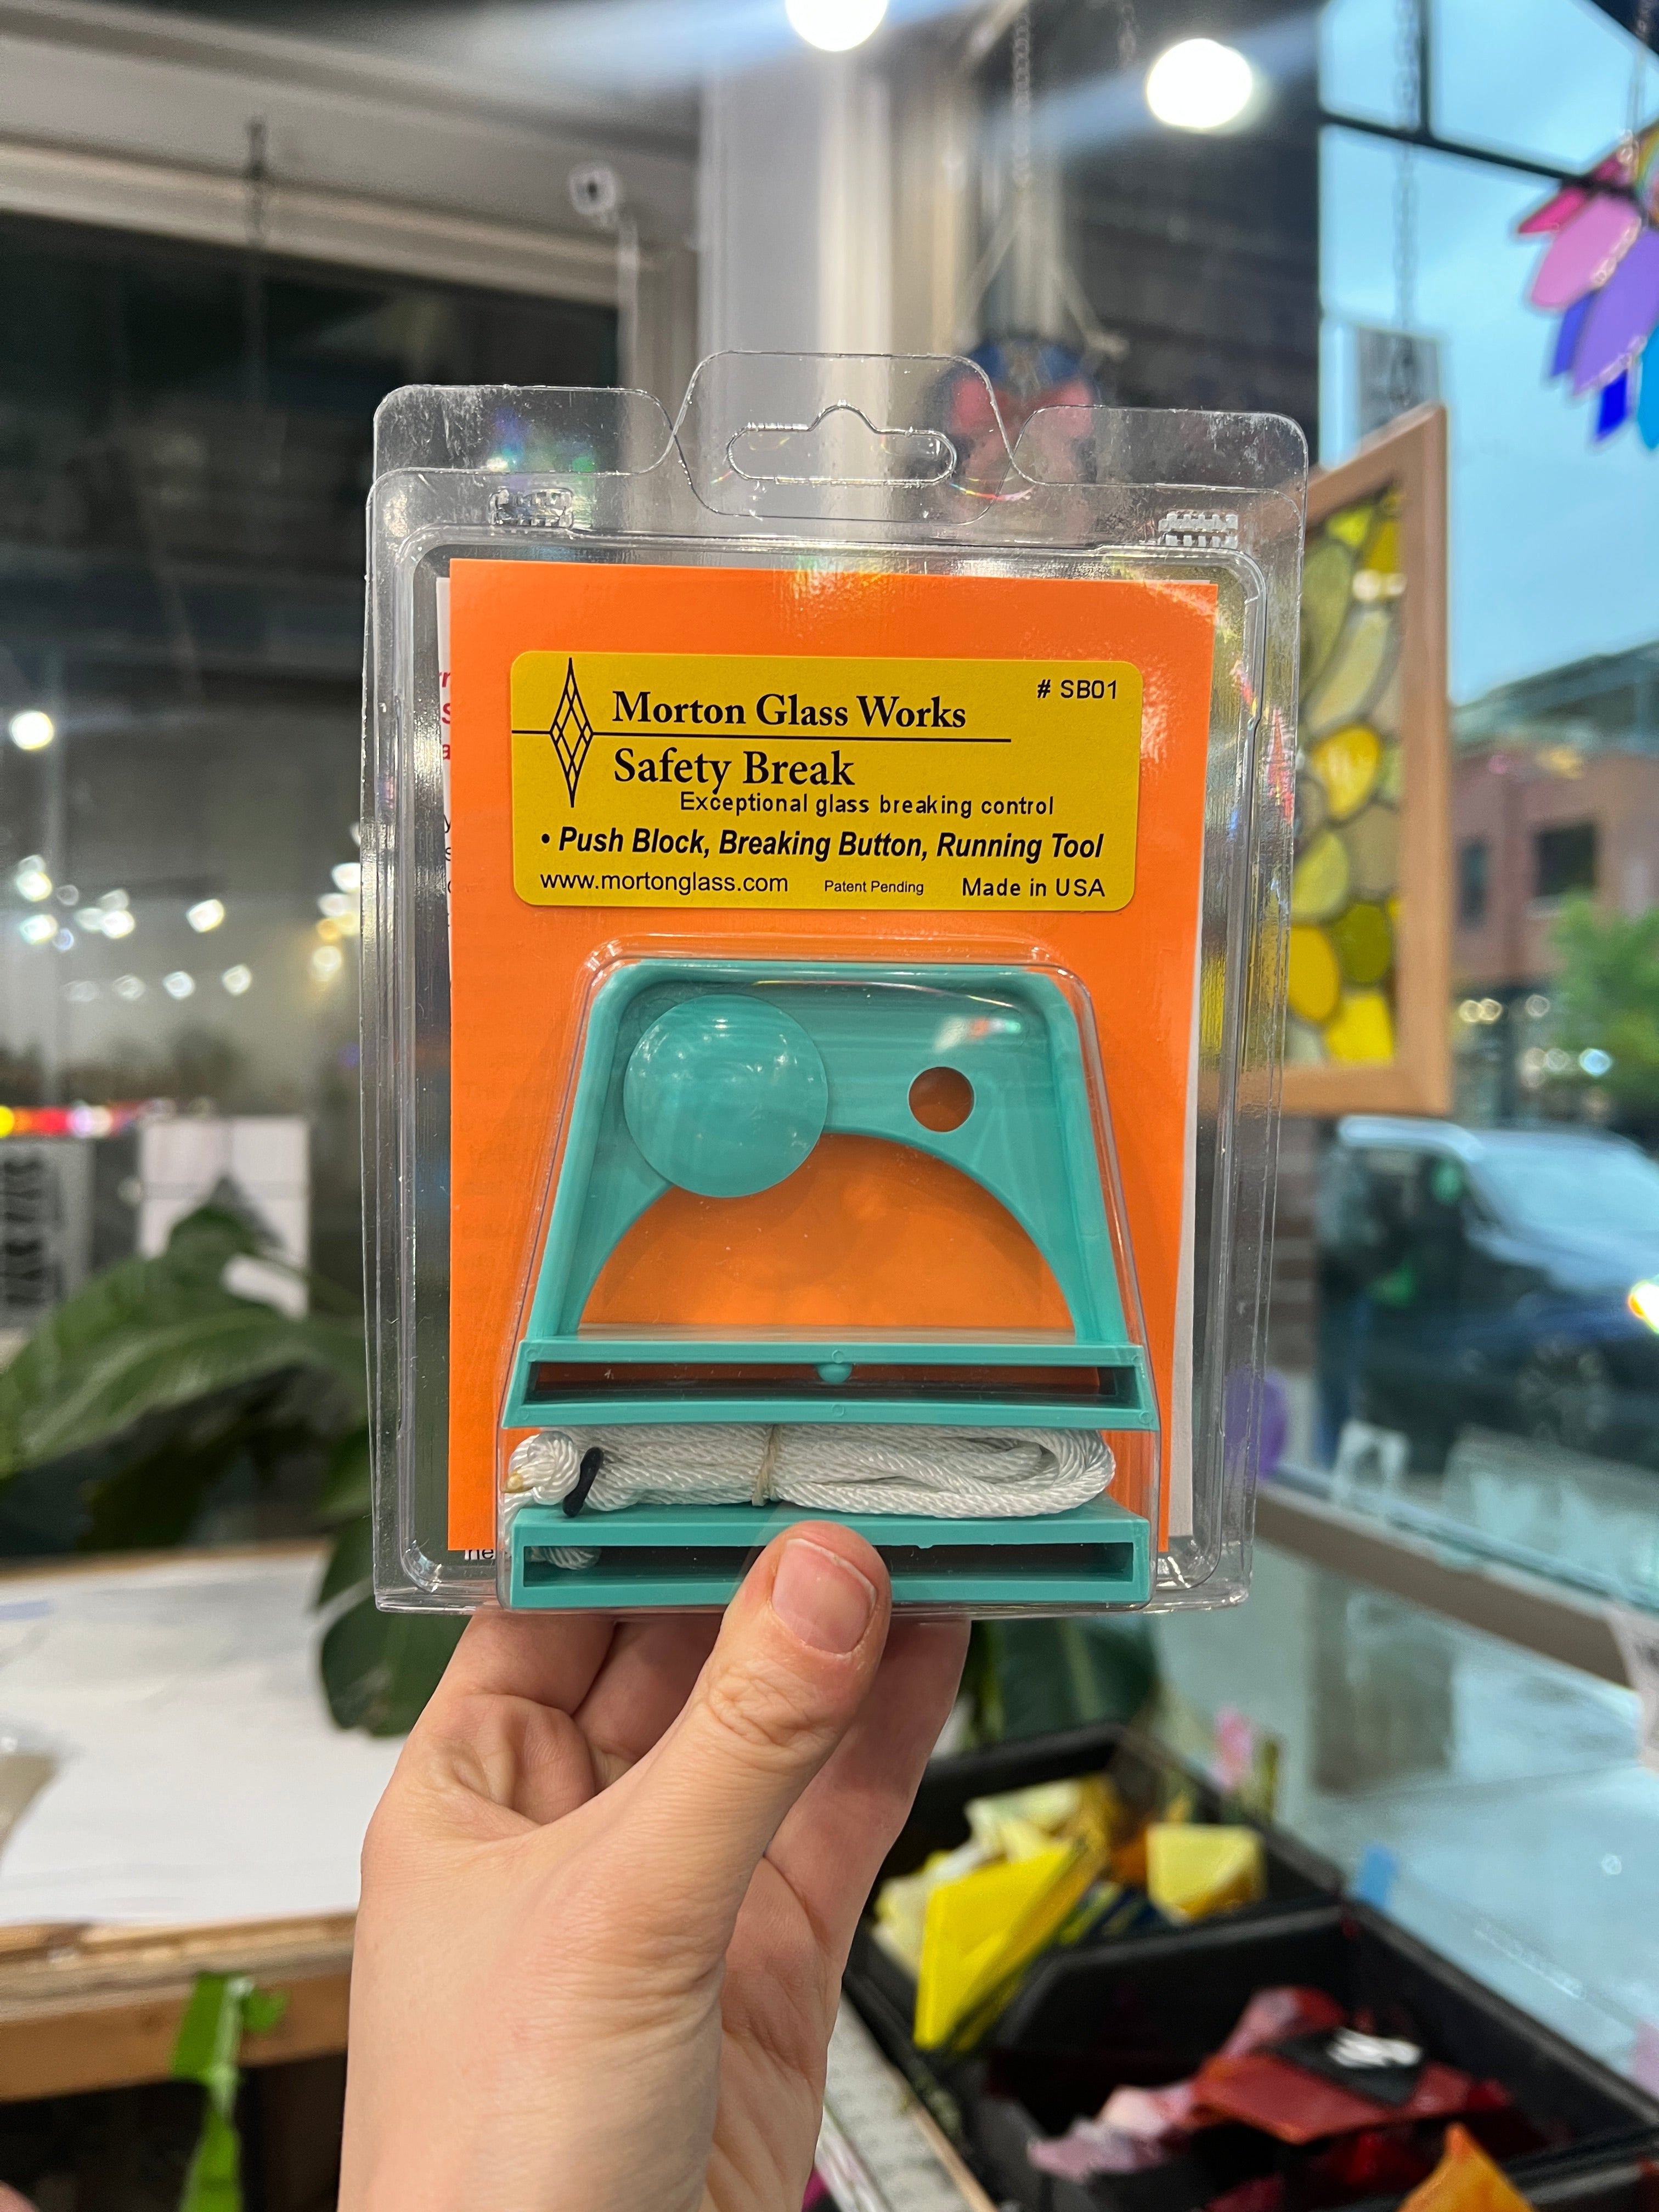 # SB01
Morton Glass Works
Safety Break
Exceptional glass breaking control
• Push Block, Breaking Button, Running Tool
www.mortonglass.com Patent Pending Made in USA